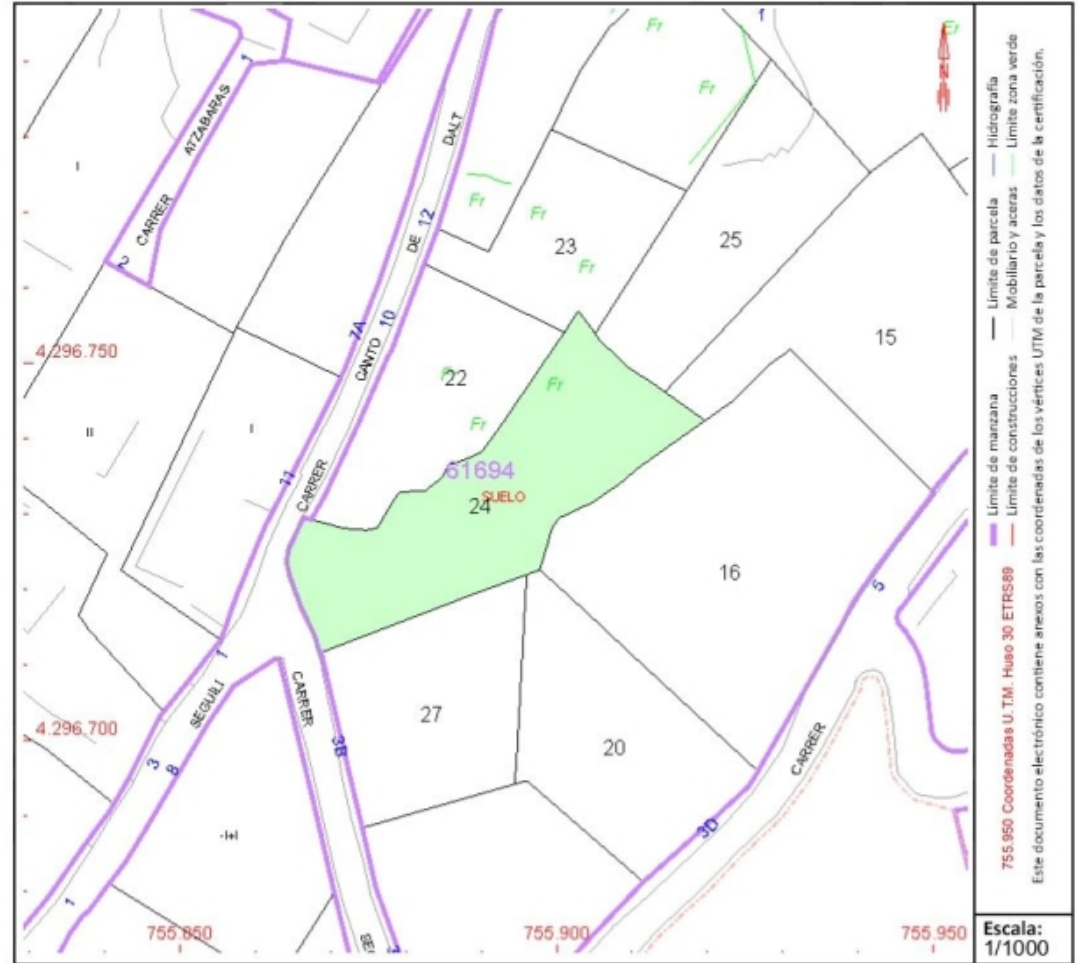 f
Fr
Fr
1
Fr
ATZABARAS
DALT
I
Fr
Fr
12
CARRER
DE
23
25
2
Fr
7A
10
15
4.296.750
CANTO
22
Fr
Fr
Fr
II
I
61694
11
CARRER
SUELO
24
16
5
1
SEGUILI
CARRER
27
4.296.700
3B
20
CARRER
3
8
3D
-I+I
1
755.850
755.900
755.950
Límite de manzana
Límite de parcela
Hidrografía
Límite de construcciones
Mobiliario y aceras
Límite zona verde
755.950 Coordenadas U.T.M. Huso 30 ETRS89
Este documento electrónico contiene anexos con las coordenadas de los vértices UTM de la parcela y los datos de la certificación.
Escala:
1/1000